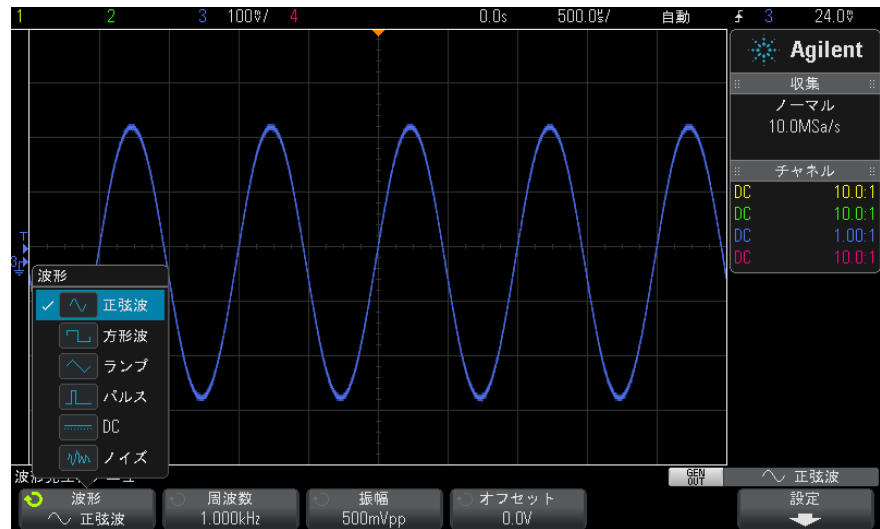 1 2 3 100▽/ 4 0.0s 500.0㎲/ 自動 3 24.0▽
Agilent
収集
ノーマル
10.0MSa/s
チャネル
DC 10.0:1
DC 10.0:1
DC 1.00:1
DC 10.0:1
T
3
波形
正弦波
方形波
ランプ
パルス
DC
ノイズ
GEN OUT
正弦波
波形
正弦波
周波数
1.000kHz
振幅
500mVpp
オフセット
0.0V
設定